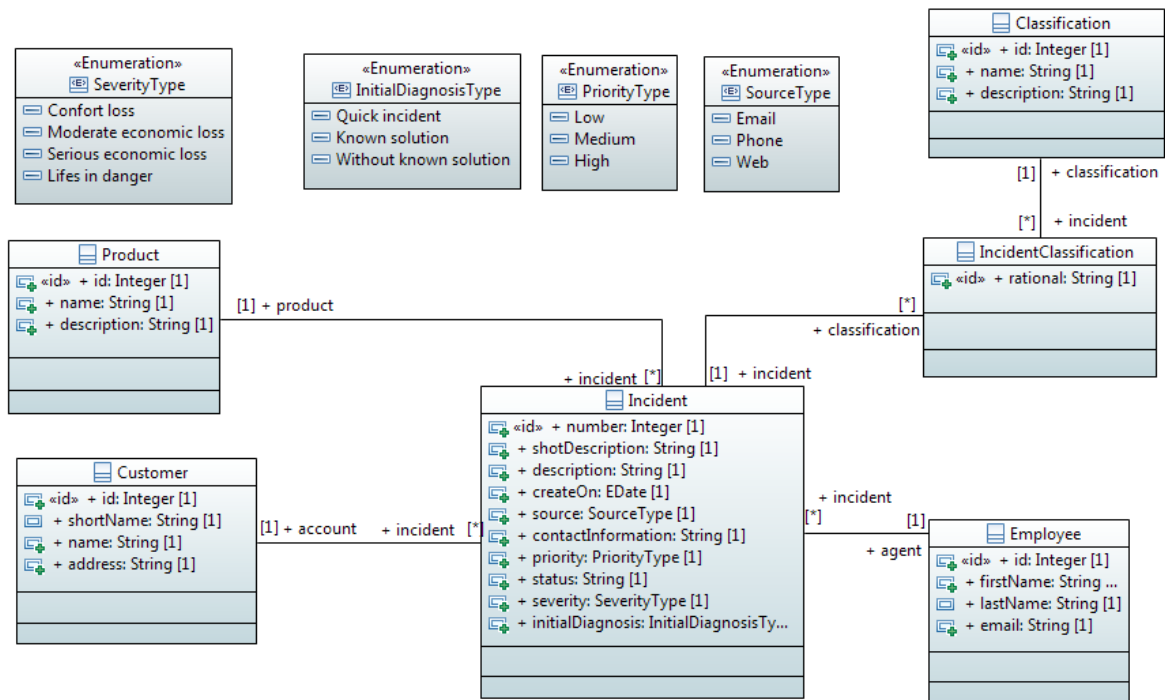 «Enumeration»
SeverityType
Confort loss
Moderate economic loss
Serious economic loss
Lifes in danger
«Enumeration»
InitialDiagnosisType
Quick incident
Known solution
Without known solution
«Enumeration»
PriorityType
Low
Medium
High
«Enumeration»
SourceType
Email
Phone
Web
Classification
«id» + id: Integer [1]
+ name: String [1]
+ description: String [1]
[1] + classification
[*] + incident
IncidentClassification
«id» + rational: String [1]
[*]
+ classification
Product
«id» + id: Integer [1]
+ name: String [1]
+ description: String [1]
[1] + product
+ incident [*]
[1] + incident
Incident
«id» + number: Integer [1]
+ shotDescription: String [1]
+ description: String [1]
+ createOn: EDate [1]
+ source: SourceType [1]
+ contactInformation: String [1]
+ priority: PriorityType [1]
+ status: String [1]
+ severity: SeverityType [1]
+ initialDiagnosis: InitialDiagnosisTy...
Customer
«id» + id: Integer [1]
+ shortName: String [1]
+ name: String [1]
+ address: String [1]
[1] + account
+ incident [*]
+ incident
[*]
[1]
+ agent
Employee
«id» + id: Integer [1]
+ firstName: String ...
+ lastName: String [1]
+ email: String [1]